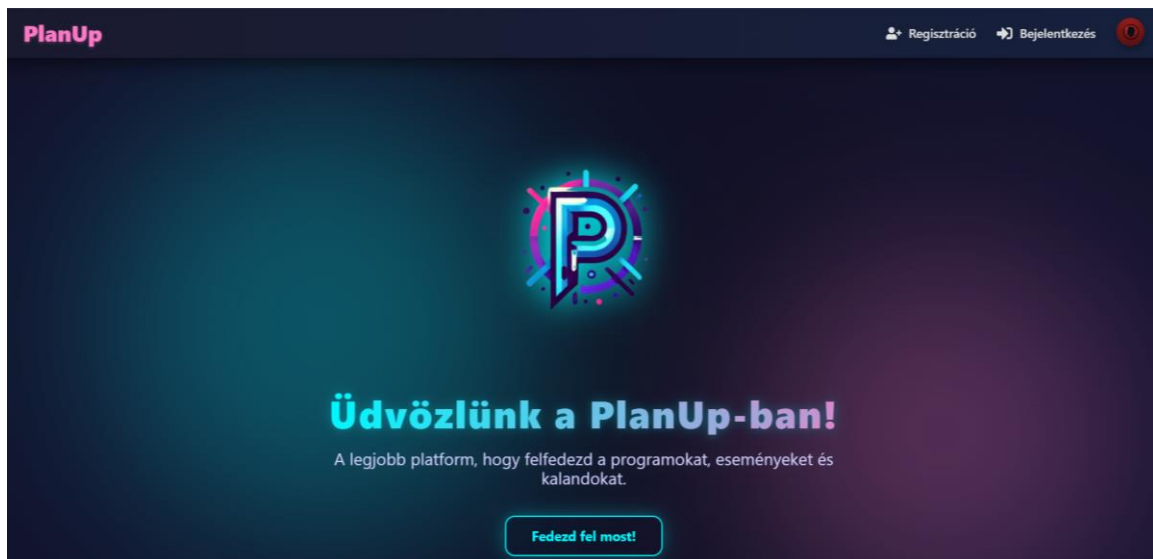 PlanUp
Regisztráció
Bejelentkezés
P
Üdvözlünk a PlanUp-ban!
A legjobb platform, hogy felfedezd a programokat, eseményeket és
kalandokat.
Fedezd fel most!